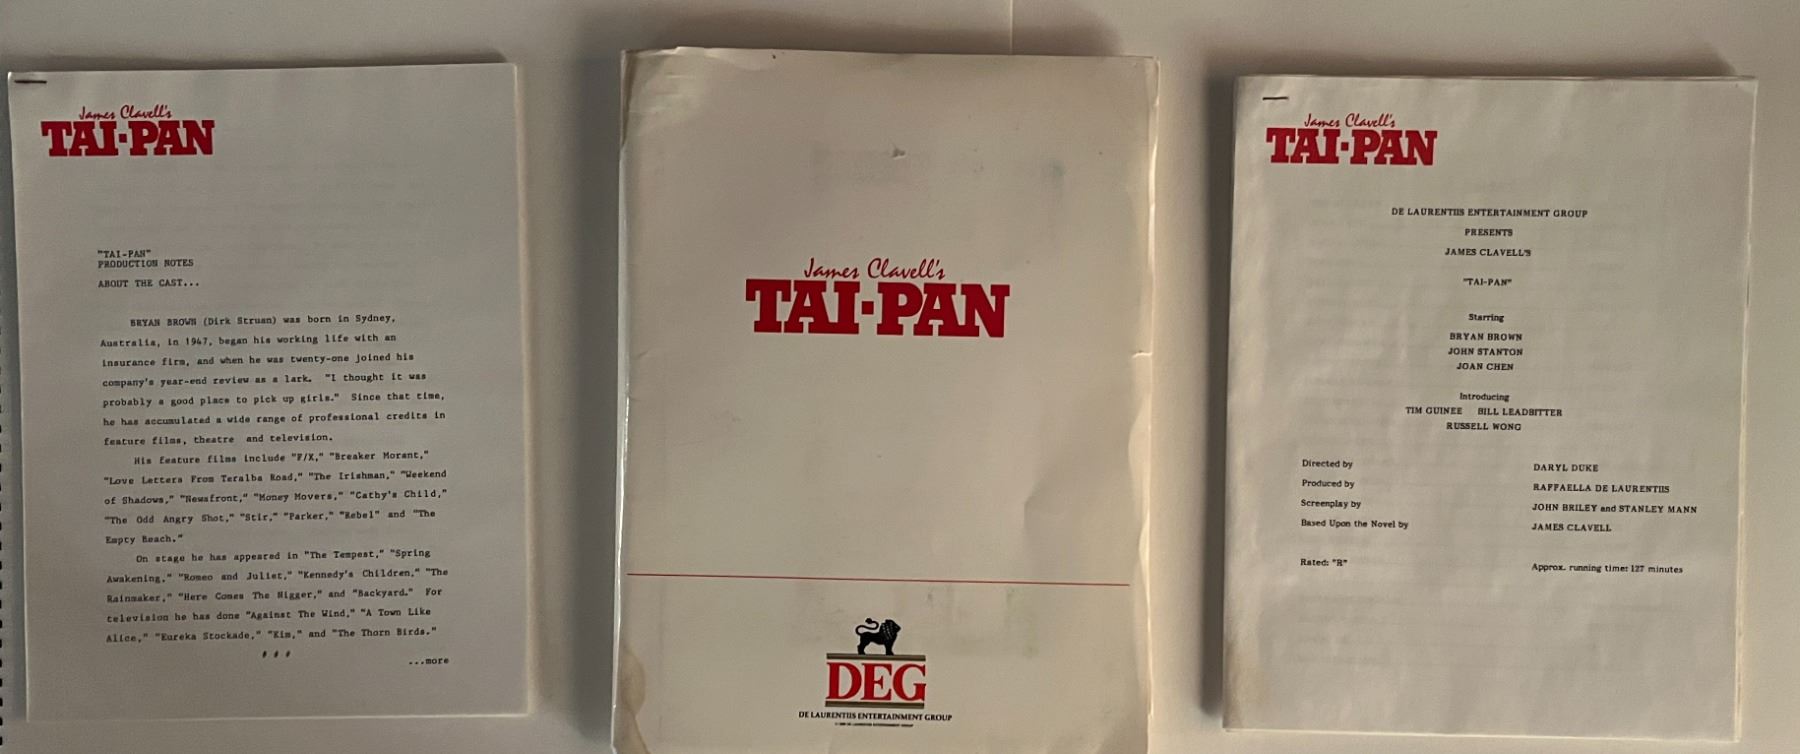 James Clavell's
TAI-PAN
"TAI-PAN"
PRODUCTION NOTES
ABOUT THE CAST...
BRYAN BROWN (Dirk Struan) was born in Sydney,
Australia, in 1947, began his working life with an
insurance firm, and when he was twenty-one joined his
company's year-end review as a lark. "I thought it was
probably a good place to pick up girls." Since that time,
he has accumulated a wide range of professional credits in
feature films, theatre and television.
His feature films include "F/X," "Breaker Morant,"
"Love Letters From Teralba Road," "The Irishman," "Weekend
of Shadows," "Newsfront," "Money Movers," "Cathy's Child,"
"The Odd Angry Shot," "Stir," "Parker," "Rebel" and "The
Empty Beach."
On stage he has appeared in "The Tempest," "Spring
Awakening," "Romeo and Juliet," "Kennedy's Children," "The
Rainmaker," "Here Comes The Nigger," and "Backyard." For
television he has done "Against The Wind," "A Town Like
Alice," "Eureka Stockade," "Kim," and "The Thorn Birds."
# # #
...more
James Clavell's
TAI-PAN
DEG
DE LAURENTIIS ENTERTAINMENT GROUP
James Clavell's
TAI-PAN
DE LAURENTIIS ENTERTAINMENT GROUP
PRESENTS
JAMES CLAVELL'S
"TAI-PAN"
Starring
BRYAN BROWN
JOHN STANTON
JOAN CHEN
Introducing
TIM GUINEE BILL LEADBITTER
RUSSELL WONG
Directed by DARYL DUKE
Produced by RAFFAELLA DE LAURENTIIS
Screenplay by JOHN BRILEY and STANLEY MANN
Based Upon the Novel by JAMES CLAVELL
Rated: "R" Approx. running time: 127 minutes